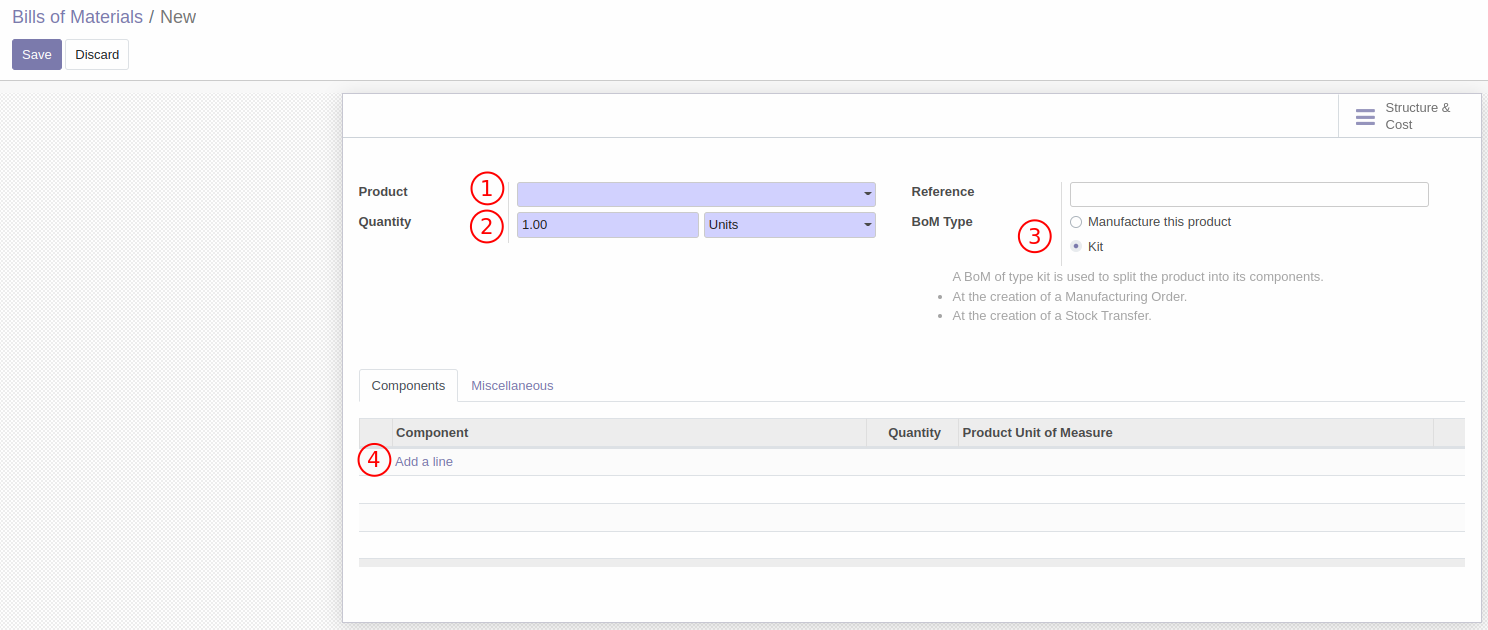 Bills of Materials / New
Save Discard
Structure &
Cost
Product 1
Quantity 2 1.00 Units
Reference
BoM Type 3 Manufacture this product
Kit
A BoM of type kit is used to split the product into its components.
• At the creation of a Manufacturing Order.
• At the creation of a Stock Transfer.
Components Miscellaneous
Component Quantity Product Unit of Measure
4 Add a line